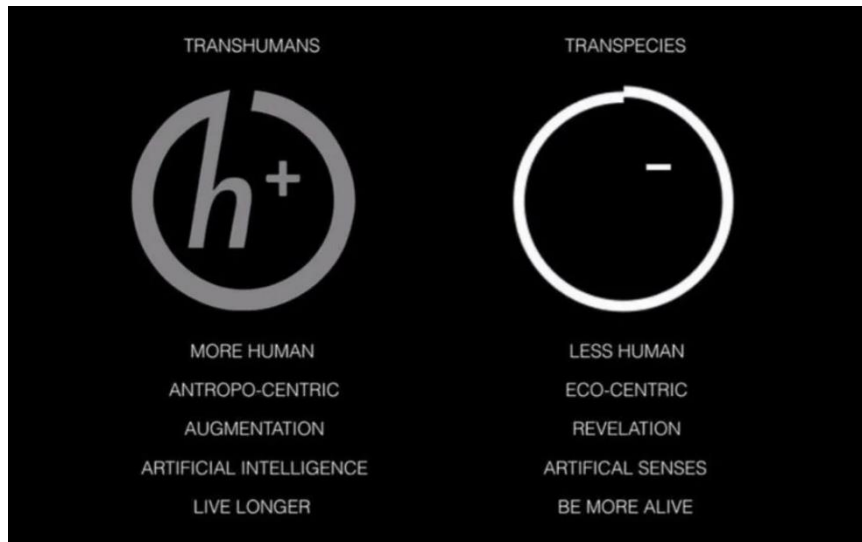 TRANSHUMANS
h+
MORE HUMAN
ANTROPO-CENTRIC
AUGMENTATION
ARTIFICIAL INTELLIGENCE
LIVE LONGER
TRANSPECIES
-
LESS HUMAN
ECO-CENTRIC
REVELATION
ARTIFICAL SENSES
BE MORE ALIVE